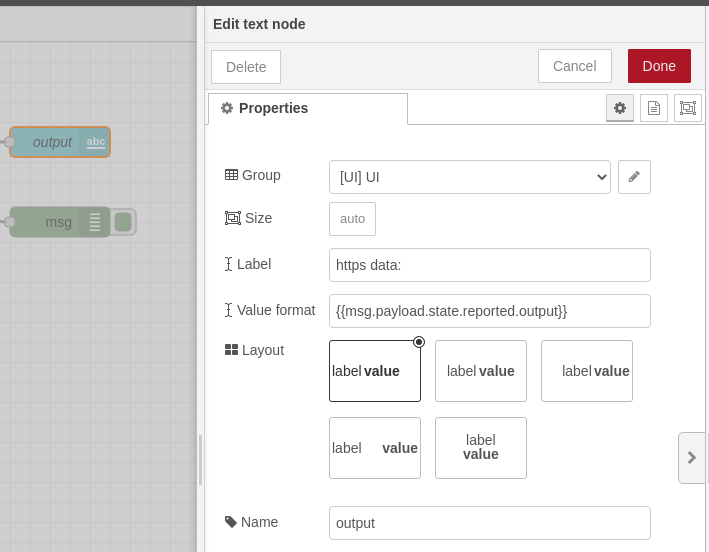 Edit text node
Delete
Cancel
Done
Properties
output
abc
Group
[UI] UI
msg
Size
auto
Label
https data:
Value format
{{msg.payload.state.reported.output}}
Layout
label value
label value
label value
label value
label
value
Name
output